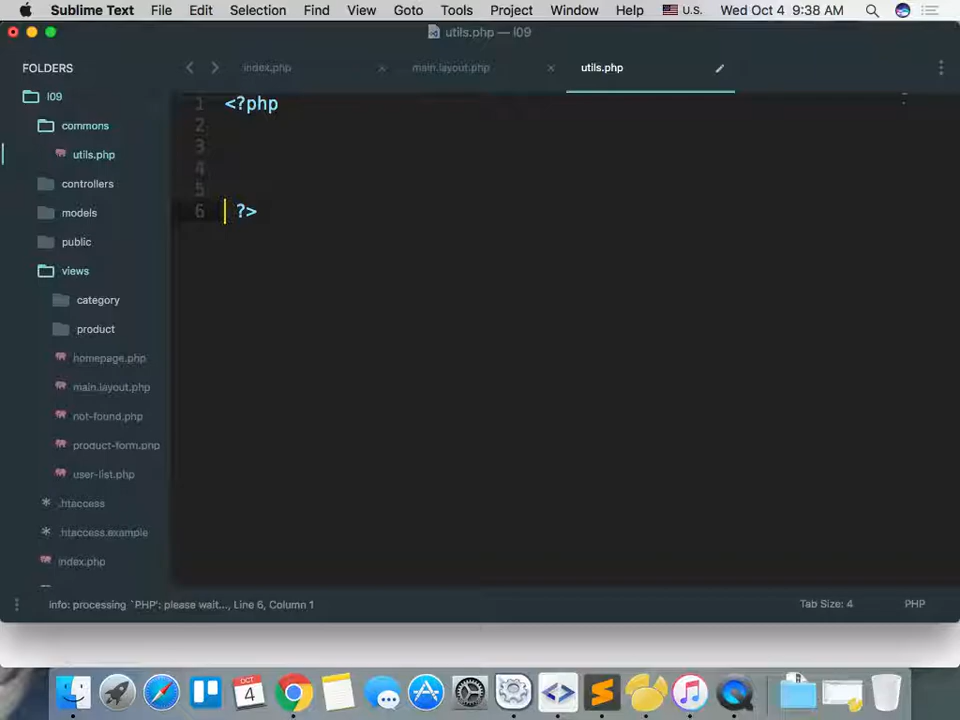 Sublime Text File Edit Selection Find View Goto Tools Project Window Help U.S. Wed Oct 4 9:38 AM
utils.php — l09
FOLDERS
index.php
main.layout.php
utils.php
l09
commons
utils.php
controllers
models
public
views
category
product
homepage.php
main.layout.php
not-found.php
product-form.php
user-list.php
.htaccess
.htaccess.example
index.php
1 <?php
2
3
4
5
6 ?>
Info: processing `PHP': please wait..., Line 6, Column 1
Tab Size: 4
PHP
OCT
4